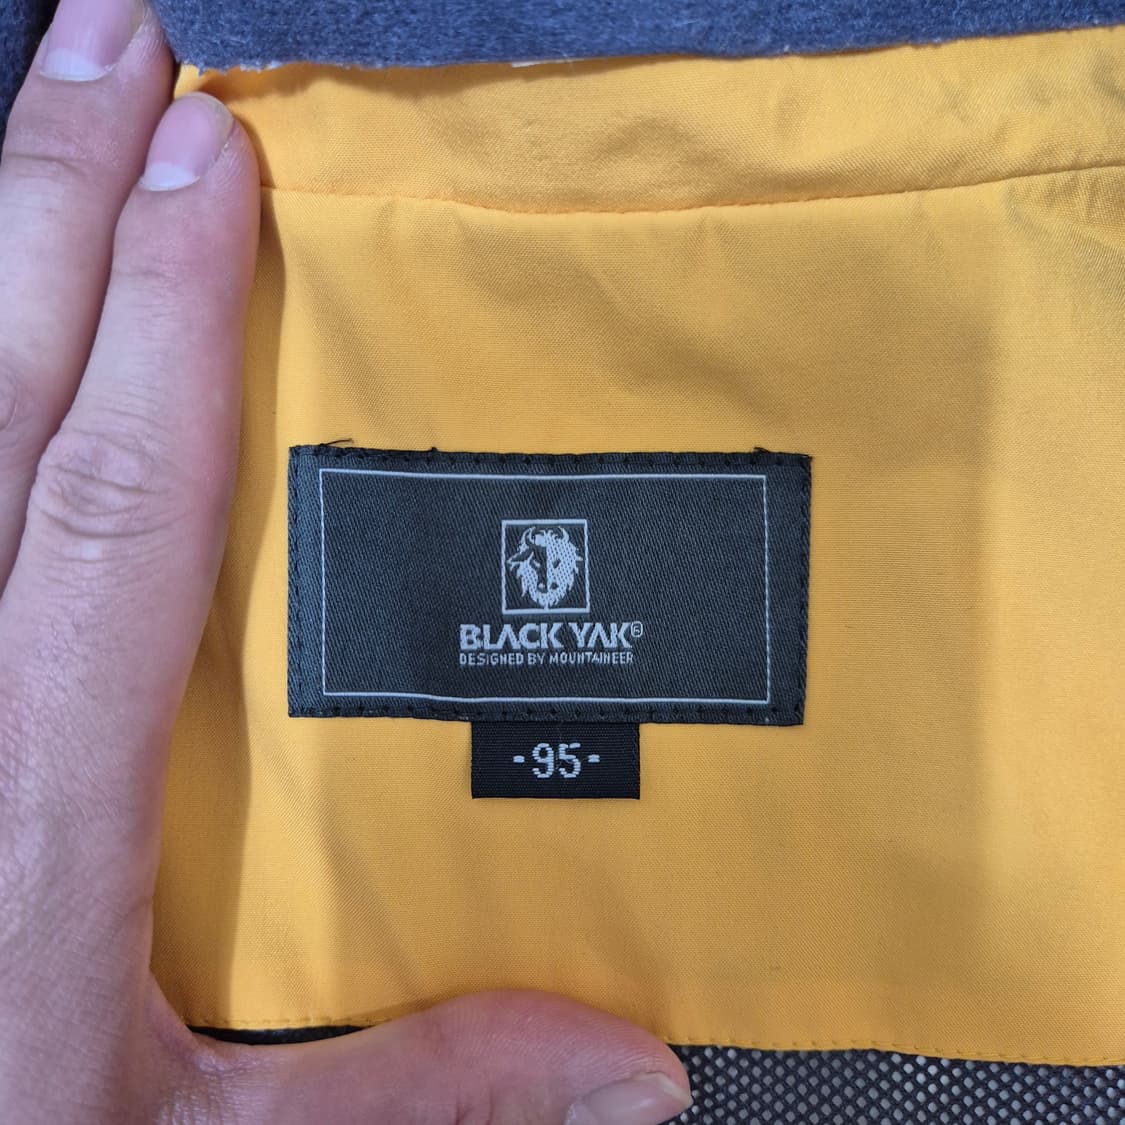 BLACK YAK®
DESIGNED BY MOUNTAINEER
-95-